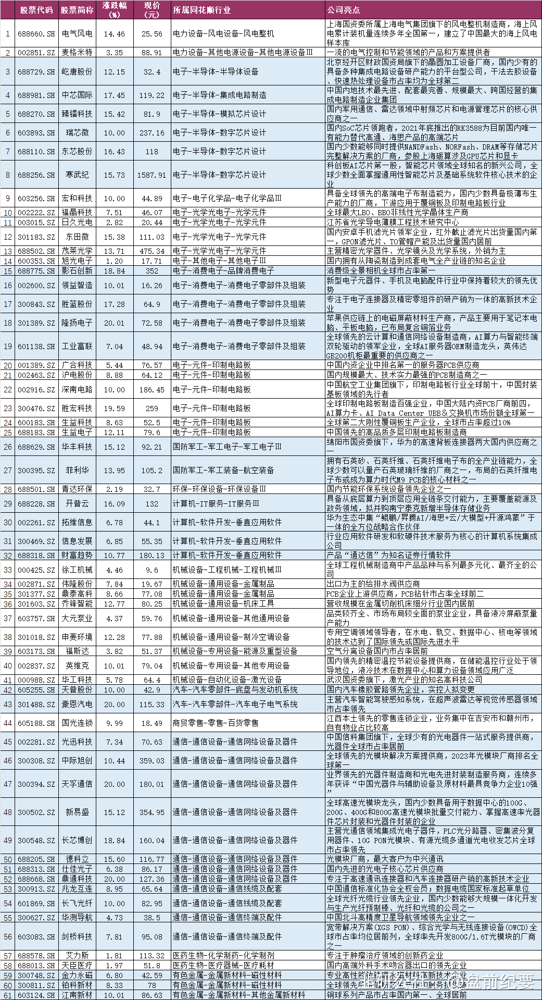 股票代码 股票简称 涨跌幅(%) 现价(元) 所属同花顺行业 公司亮点
1 688660.SH 电气风电 14.46 25.56 电力设备-风电设备-风电整机 上海国资委所属上海电气集团旗下的风电整机制造商，海上风
电累计装机量连续多年全国第一，建立了中国最大的海上风电
样本库
2 002851.SZ 麦格米特 3.35 88.91 电力设备-其他电源设备-其他电源设备Ⅲ 一流的电气控制和节能领域的产品和方案提供者
3 688729.SH 屹唐股份 12.15 32.4 电子-半导体-半导体设备 北京经开区财政国资局旗下的晶圆加工设备厂商，国内少有的
具备多种集成电路设备研产能力的平台型公司，干法去胶设备
、快速热处理设备市占率均为全球第二
4 688981.SH 中芯国际 17.45 119.22 电子-半导体-集成电路制造 中国内地技术最先进、配套最完善、规模最大、跨国经营的集
成电路制造企业集团
5 688270.SH 臻镭科技 15.42 81.9 电子-半导体-模拟芯片设计 国内军用通信、雷达领域中射频芯片和电源管理芯片的核心供
应商之一
6 603893.SH 瑞芯微 10.00 237.16 电子-半导体-数字芯片设计 国内SoC芯片领跑者，2021年底推出的RK3588为目前国内唯一
有能力替代高通、海思产品的高端芯片
7 688110.SH 东芯股份 16.43 118 电子-半导体-数字芯片设计 国内少数能够同时提供NANDFash、NORFash、DRAM等存储芯片
完整解决方案的厂商，参股上海砺算涉及GPU芯片和显卡
8 688256.SH 寒武纪 15.73 1587.91 电子-半导体-数字芯片设计 科创板AI芯片第一股，智能芯片领域全球知名的新兴公司，全
球少数全面掌握通用性智能芯片及基础系统软件核心技术的企
业
9 603256.SH 宏和科技 10.00 44.89 电子-电子化学品-电子化学品Ⅲ 具备全球领先的高端电子布制造能力，国内少数具备极薄布生
产能力的厂商，下游应用于覆铜板及印制电路板行业
10 002222.SZ 福晶科技 7.51 46.07 电子-光学光电子-光学元件 全球最大LBO、BBO非线性光学晶体生产商
11 003015.SZ 日久光电 2.82 20.44 电子-光学光电子-光学元件 江苏省光学导电薄膜工程技术研究中心
12 301183.SZ 东田微 15.38 111.03 电子-光学光电子-光学元件 国内安卓手机滤光片领军企业，红外截止滤光片出货量国内第
一，GPON滤光片、TO管帽产能及出货量国内居前
13 688502.SH 茂莱光学 13.71 475.34 电子-光学光电子-光学元件 主营精密光学器件、光学镜头及光学系统，外销为主
14 600353.SH 旭光电子 1.20 17.71 电子-其他电子-其他电子Ⅲ 国内拥有从陶瓷制造到成套电气全产业链的知名企业
15 688775.SH 影石创新 18.84 352 电子-消费电子-品牌消费电子 消费级全景相机全球市占率第一
16 002600.SZ 领益智造 10.01 16.26 电子-消费电子-消费电子零部件及组装 新型电子元器件、手机及电脑配件行业中保持着较大的领先优
势
17 300843.SZ 胜蓝股份 17.28 64.9 电子-消费电子-消费电子零部件及组装 专注于电子连接器及精密零组件的研产销为一体的高新技术企
业
18 301389.SZ 隆扬电子 20.01 72.58 电子-消费电子-消费电子零部件及组装 苹果供应链上的电磁屏蔽材料生产商，产品主要用于笔记本电
脑、平板电脑，已布局复合铜箔业务
19 601138.SH 工业富联 7.04 48.94 电子-消费电子-消费电子零部件及组装 全球领先的云计算和通信网络设备制造商，AI算力与智能终端
双轮驱动的领军企业，全球AI服务器OEM制造龙头，英伟达
GB200机柜最重要的供应商之一
20 001389.SZ 广合科技 5.44 76.57 电子-元件-印制电路板 中国内资企业中排名第一的服务器PCB供应商
21 002463.SZ 沪电股份 8.88 64.12 电子-元件-印制电路板 国内规模最大、技术实力最强的PCB制造商之一
22 002916.SZ 深南电路 10.00 186.45 电子-元件-印制电路板 中国航空工业集团旗下，印制电路板行业全球前十，中国封装
基板领域的先行者
23 300476.SZ 胜宏科技 19.59 259 电子-元件-印制电路板 全球印制电路板制造百强企业，中国大陆内资PCB厂商前四，
AI算力卡、AI Data Center UBB&交换机市场份额全球第一
24 600183.SH 生益科技 8.63 52.5 电子-元件-印制电路板 全球第二大刚性覆铜板生产企业，全球市占率超过10%
25 688183.SH 生益电子 12.11 79.6 电子-元件-印制电路板 中国领先的高品质多层印制电路板制造商
26 688629.SH 华丰科技 15.12 92.21 国防军工-军工电子-军工电子Ⅲ 绵阳市国资委旗下，华为的高速背板连接器两大国内供应商之
一
27 300395.SZ 菲利华 13.95 105.2 国防军工-军工装备-航空装备 拥有石英砂、石英纤维、石英纤维电子布的全产业链能力，全
球少数可以量产石英玻璃纤维的厂商之一，布局的石英纤维电
子布或成为算力时代M9 PCB的核心材料之一
28 688501.SH 青达环保 2.19 32.7 环保-环保设备-环保设备Ⅲ 国内节能环保系统设备领先企业之一
29 688228.SH 开普云 16.09 132 计算机-IT服务-IT服务Ⅲ 具备从底层算力到顶层应用全链条交付能力，主要覆盖能源及
政务领域，拟并购南宁泰克新增半导体存储业务
30 002261.SZ 拓维信息 6.78 44.1 计算机-软件开发-垂直应用软件 华为生态中集“鲲鹏/昇腾AI/海思+云/大模型+开源鸿蒙”于
一体的全方位战略合作伙伴
31 300469.SZ 信息发展 6.85 55.35 计算机-软件开发-垂直应用软件 行业应用软件研发和软硬件技术服务为核心的计算机系统集成
公司
32 688318.SH 财富趋势 10.77 180.13 计算机-软件开发-垂直应用软件 产品“通达信”为知名证券行情软件
33 000425.SZ 徐工机械 4.46 9.6 机械设备-工程机械-工程机械Ⅲ 全球工程机械制造商中产品品种与系列最多元化、最齐全的公
司
34 002871.SZ 伟隆股份 7.84 19.67 机械设备-通用设备-金属制品 出口为主的给排水阀供应商
35 301377.SZ 鼎泰高科 8.66 77.08 机械设备-通用设备-金属制品 PCB企业上游供应商，PCB钻针市占率全球前二
36 301603.SZ 乔锋智能 12.77 80.25 机械设备-通用设备-机床工具 营收规模在金属切削机床细分行业国内居前
37 603757.SH 大元泵业 4.37 59.76 机械设备-通用设备-其他通用设备 品类较齐全、市场布局较全面的泵业企业，具备液冷屏蔽泵量
产能力
38 301018.SZ 申菱环境 12.28 77.88 机械设备-通用设备-制冷空调设备 专用空调领域领导者，在水电、轨交、数据中心、核电等领域
的技术达到了国际领先或国际先进水平
39 603173.SH 福斯达 3.82 51.37 机械设备-专用设备-能源及重型设备 空气分离设备国内市占率居前
40 002837.SZ 英维克 10.01 79.04 机械设备-专用设备-其他专用设备 国内领先的精密温控节能设备提供商，在储能温控行业处于领
导地位，液冷技术在数据中心和算力设备领域应用广泛
41 000988.SZ 华工科技 5.78 64.4 机械设备-自动化设备-激光设备 武汉国资委旗下，激光产业的知名高科技公司
42 605255.SH 天普股份 10.00 42.9 汽车-汽车零部件-底盘与发动机系统 国内汽车橡胶管路领先企业，实控人拟变更
43 301488.SZ 豪恩汽电 20.00 115.33 汽车-汽车零部件-汽车电子电气系统 主营汽车智能驾驶感知系统，在超声波雷达等视觉传感器领域
市占率领先
44 605188.SH 国光连锁 9.99 18.49 商贸零售-零售-百货零售 江西本土领先的零售连锁企业，业务集中在吉安市和赣州市，
自有物业占比较高
45 002281.SZ 光迅科技 7.34 70.63 通信-通信设备-通信网络设备及器件 中国信科集团旗下，全球少有的光电器件一站式服务提供商，
光器件全球市占率居前
46 300308.SZ 中际旭创 10.44 359.03 通信-通信设备-通信网络设备及器件 全球领先的光模块解决方案提供商，2023年光模块厂商排名全
球第一
47 300394.SZ 天孚通信 20.00 180.01 通信-通信设备-通信网络设备及器件 业界领先的光器件制造商和光电先进封装制造服务商，连续多
年获评“中国光器件与辅助设备及原材料最具竞争力企业10强
”
48 300502.SZ 新易盛 15.12 354.95 通信-通信设备-通信网络设备及器件 全球高速光模块龙头，国内少数具备用于数据中心的100G、
200G、400G和800G高速光模块批量交付能力、掌握高速率光器
件芯片封装和光器件封装的企业
49 300548.SZ 长芯博创 18.84 160.04 通信-通信设备-通信网络设备及器件 主营光通信领域集成光电子器件，PLC光分路器、密集波分复
用器件、10G PON光模块、有源光缆多通道光电收发芯片全球
市占率领先
50 688205.SH 德科立 15.60 116.77 通信-通信设备-通信网络设备及器件 光模块厂商，最大客户为中兴通讯
51 688313.SH 仕佳光子 6.38 86.17 通信-通信设备-通信网络设备及器件 国内先进的光电子核心芯片供应商
52 688668.SH 鼎通科技 20.00 127.36 通信-通信设备-通信网络设备及器件 专注于高速通讯连接器和汽车连接器研产销的高新技术企业
53 300913.SZ 兆龙互连 8.95 65.64 通信-通信设备-通信线缆及配套 中国通信标准化协会全权会员；数据电缆国家标准起草单位
54 601869.SH 长飞光纤 10.00 82.95 通信-通信设备-通信线缆及配套 全球光纤光缆行业领先企业，国内少数能够大规模一体化开发
与生产光纤预制棒、光纤和光缆的公司之一
55 300627.SZ 华测导航 4.73 38.5 通信-通信设备-通信终端及配件 中国北斗高精度卫星导航领域领先企业之一
56 603083.SH 剑桥科技 7.81 95.08 通信-通信设备-通信终端及配件 宽带解决方案(XGS PON)、综合光学与无线连接设备(OWCD)全
球市占率均位居前列，全球率先开发800G/1.6T光模块的厂商
之一
57 688578.SH 艾力斯 1.81 113.32 医药生物-化学制药-化学制剂 专注于肿瘤治疗领域的创新药企业
58 688013.SH 天臣医疗 1.97 51.8 医药生物-医疗器械-医疗耗材 国内高端外科手术吻合器出口的领先企业
59 300748.SZ 金力永磁 6.80 42.59 有色金属-金属新材料-磁性材料 专业高性能钕铁硼永磁材料高新技术企业
60 300811.SZ 铂科新材 8.33 78 有色金属-金属新材料-磁性材料 全球领先的金属粉芯生产商和服务提供商
61 603124.SH 江南新材 10.01 86.63 有色金属-金属新材料-其他金属新材料 铜球系列产品市占率国内第一、全球居前
@盘前纪要